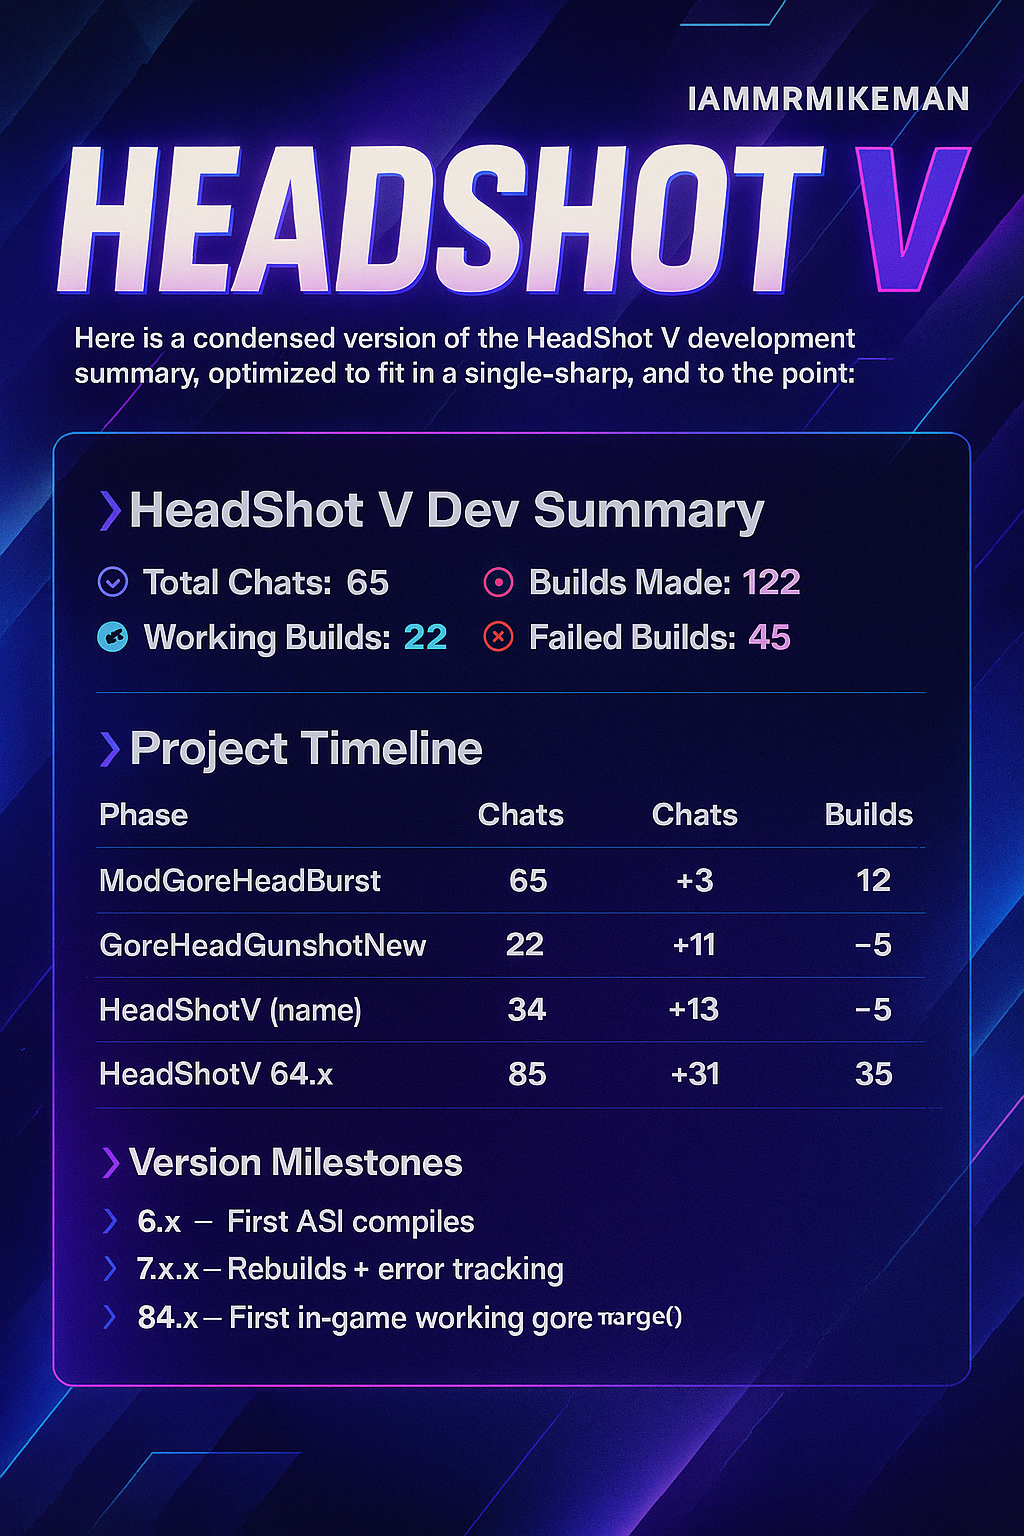 IAMMRMIKEMAN
HEADSHOT V
Here is a condensed version of the HeadShot V development
summary, optimized to fit in a single-sharp, and to the point:
HeadShot V Dev Summary
Total Chats: 65 Builds Made: 122
Working Builds: 22 Failed Builds: 45
Project Timeline
Phase Chats Chats Builds
ModGoreHeadBurst 65 +3 12
GoreHeadGunshotNew 22 +11 −5
HeadShotV (name) 34 +13 −5
HeadShotV 64.x 85 +31 35
Version Milestones
6.x – First ASI compiles
7.x.x – Rebuilds + error tracking
84.x – First in-game working gore